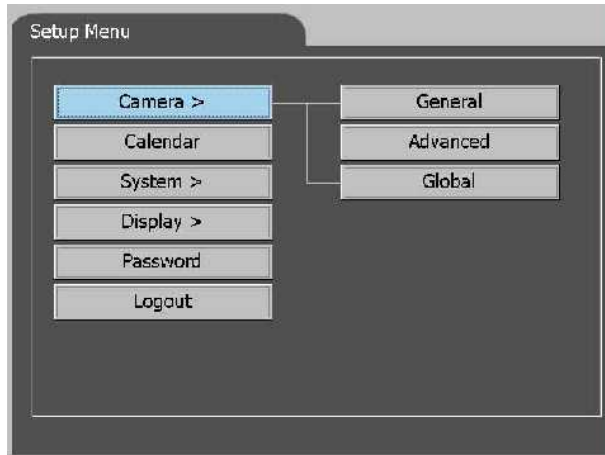 Setup Menu
Camera >
Calendar
System >
Display >
Password
Logout
General
Advanced
Global